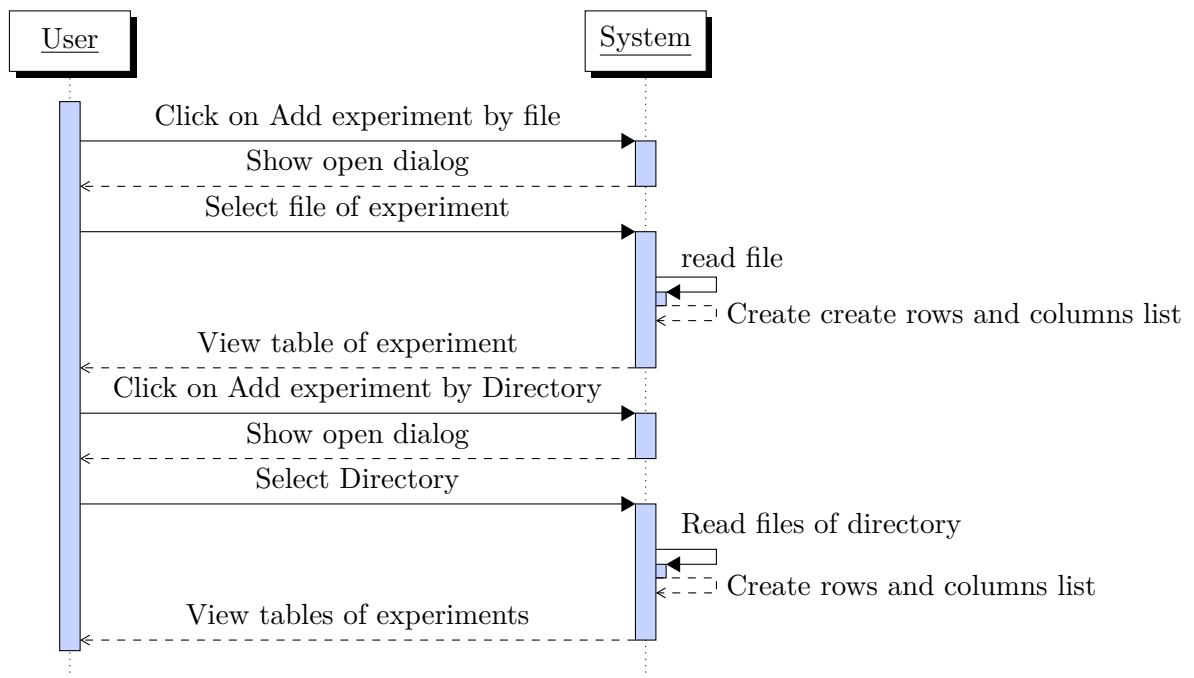 User
System
Click on Add experiment by file
Show open dialog
Select file of experiment
read file
Create create rows and columns list
View table of experiment
Click on Add experiment by Directory
Show open dialog
Select Directory
Read files of directory
Create rows and columns list
View tables of experiments